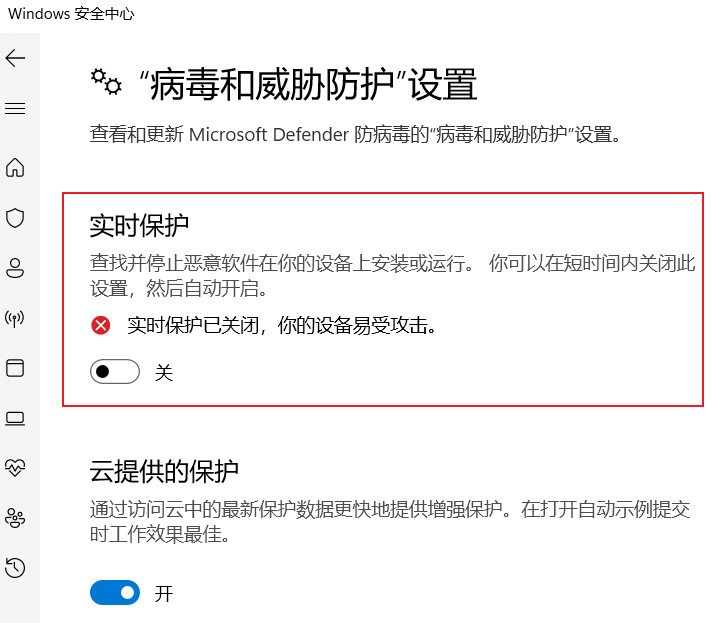 Windows 安全中心
“病毒和威胁防护”设置
查看和更新 Microsoft Defender 防病毒的“病毒和威胁防护”设置。
实时保护
查找并停止恶意软件在你的设备上安装或运行。 你可以在短时间内关闭此
设置，然后自动开启。
实时保护已关闭，你的设备易受攻击。
关
云提供的保护
通过访问云中的最新保护数据更快地提供增强保护。在打开自动示例提交
时工作效果最佳。
开